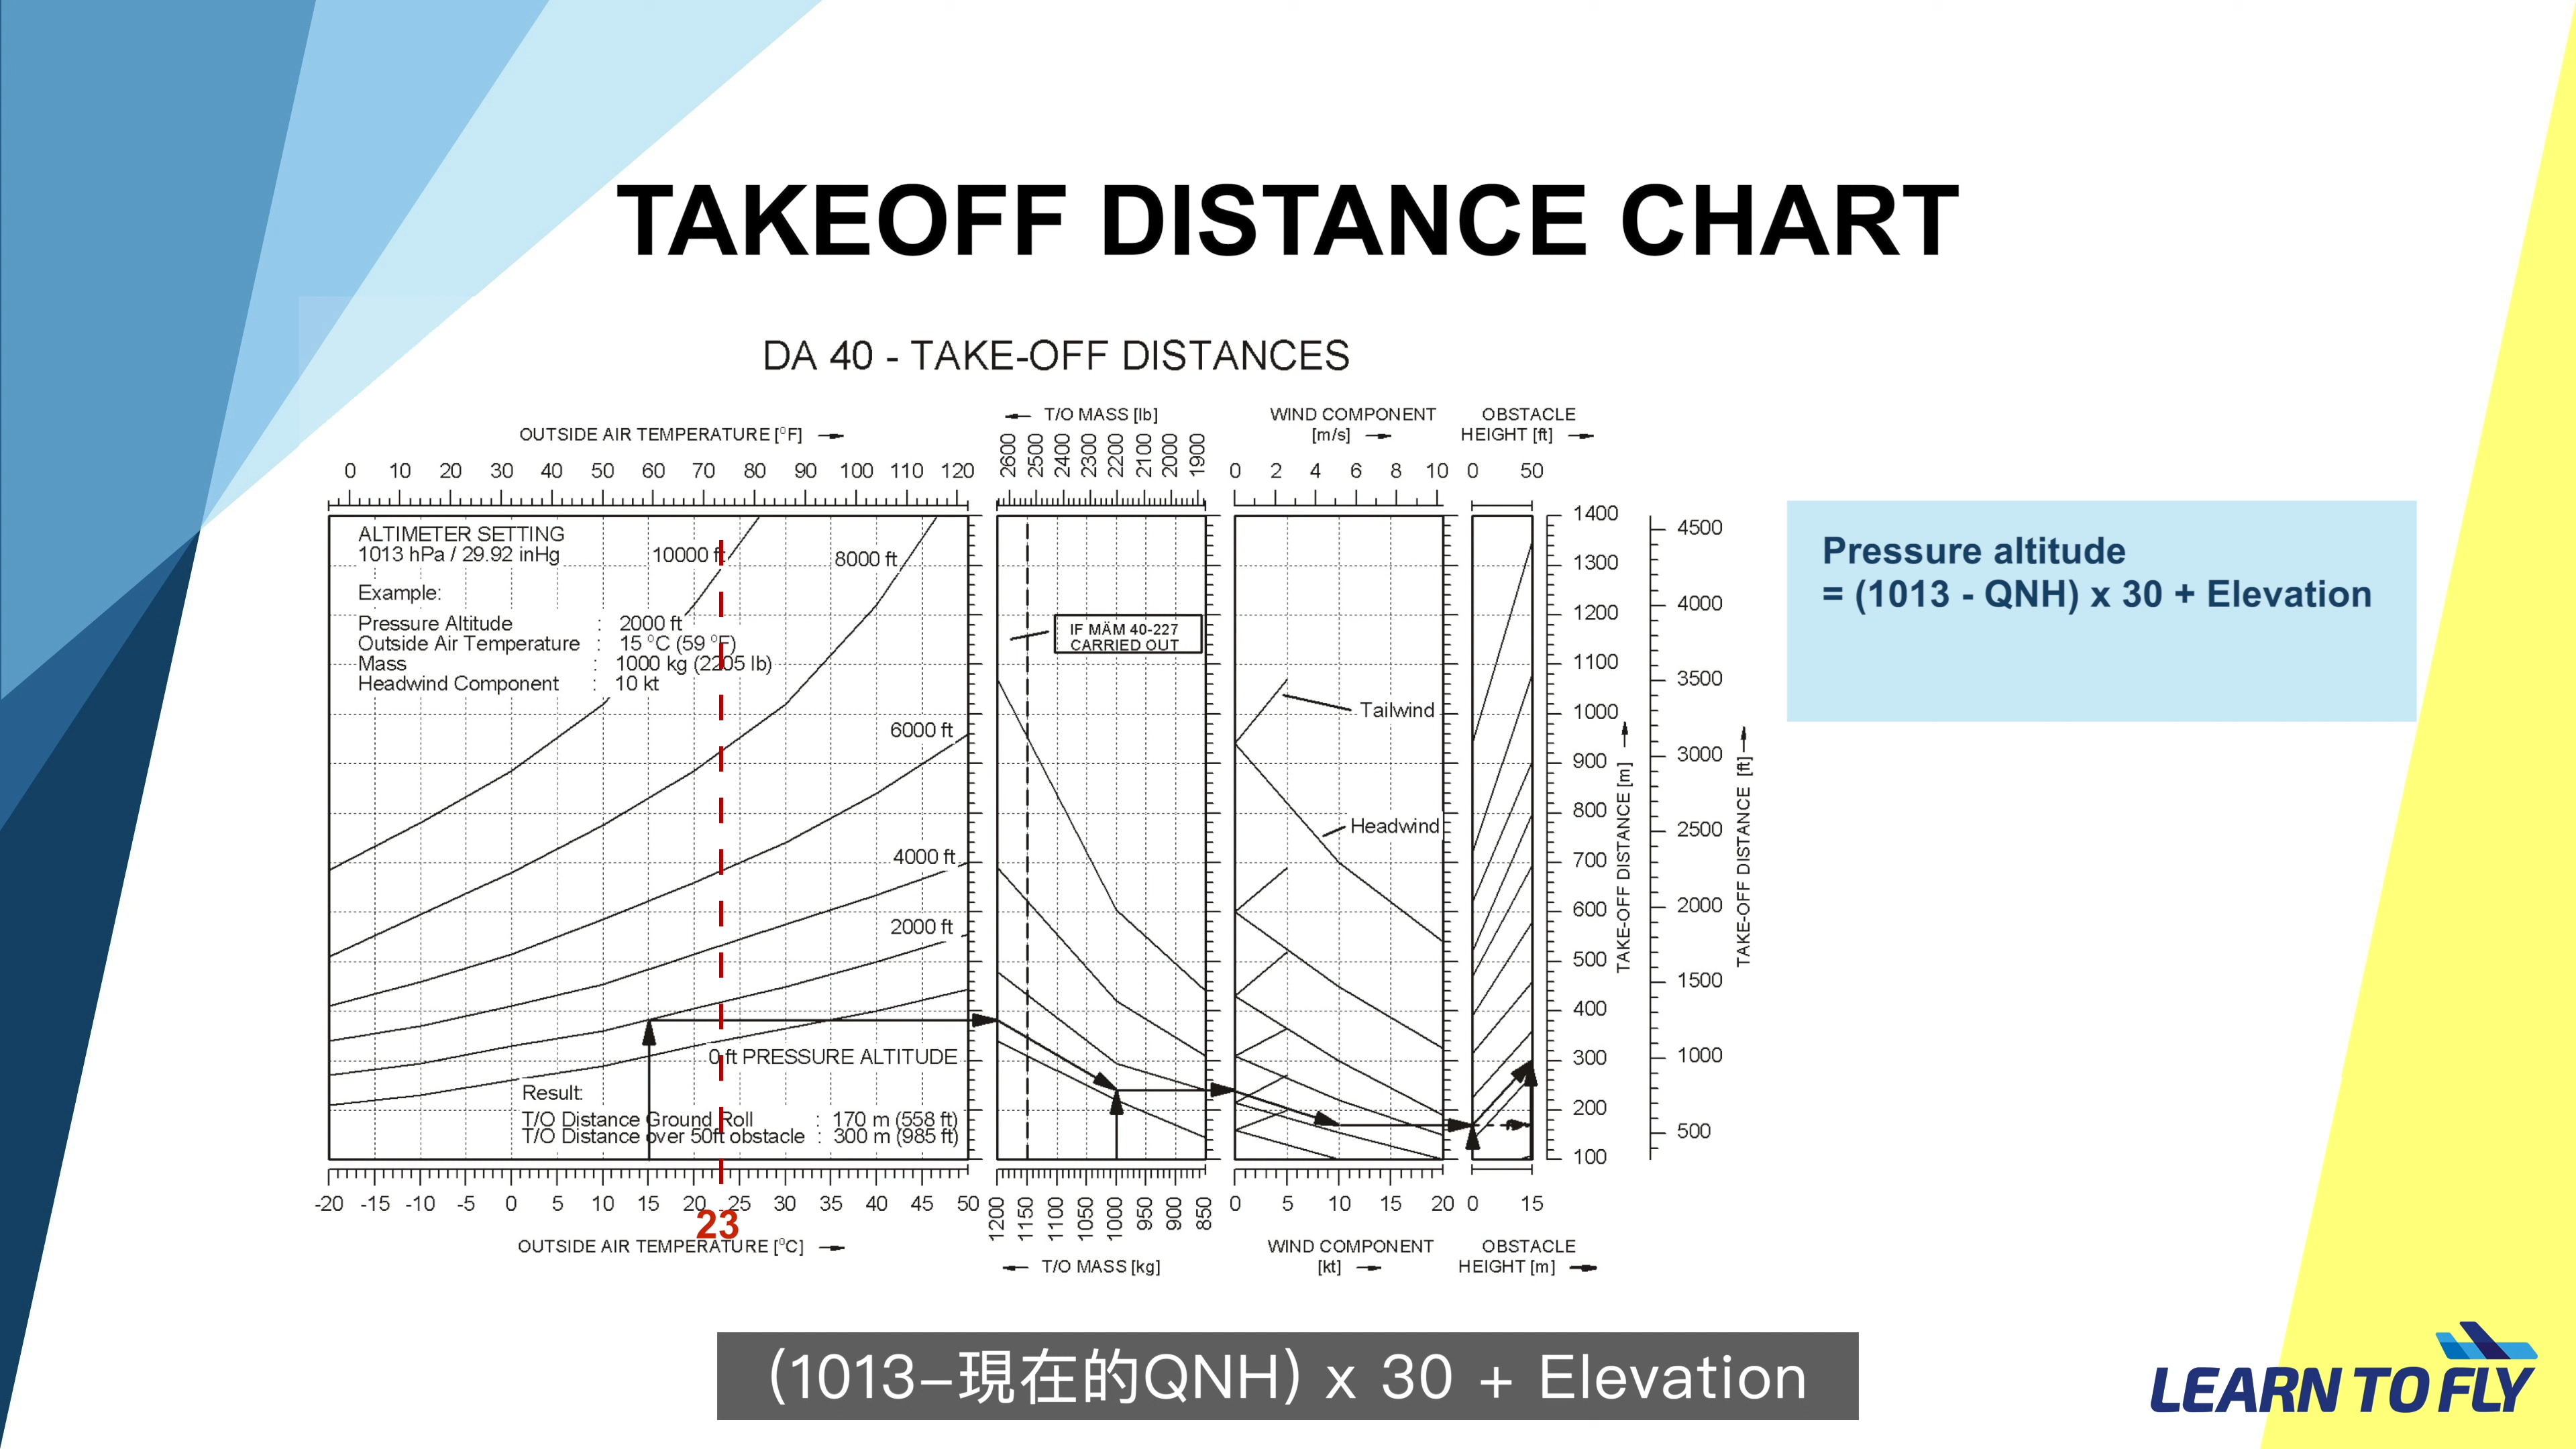 TAKEOFF DISTANCE CHART
DA 40 - TAKE-OFF DISTANCES
OUTSIDE AIR TEMPERATURE [°F]
0 10 20 30 40 50 60 70 80 90 100 110 120
T/O MASS [lb]
2600 2500 2400 2300 2200 2100 2000 1900
WIND COMPONENT
[m/s]
0 2 4 6 8 10
OBSTACLE
HEIGHT [ft]
0 50
ALTIMETER SETTING
1013 hPa / 29.92 inHg
Example:
Pressure Altitude : 2000 ft
Outside Air Temperature : 15 °C (59 °F)
Mass : 1000 kg (2205 lb)
Headwind Component : 10 kt
10000 ft
8000 ft
6000 ft
4000 ft
2000 ft
0 ft PRESSURE ALTITUDE
Result:
T/O Distance Ground Roll : 170 m (558 ft)
T/O Distance over 50ft obstacle : 300 m (985 ft)
IF MÄM 40-227
CARRIED OUT
Tailwind
Headwind
1400
1300
1200
1100
1000
900
800
700
600
500
400
300
200
100
TAKE-OFF DISTANCE [m]
4500
4000
3500
3000
2500
2000
1500
1000
500
TAKE-OFF DISTANCE [ft]
-20 -15 -10 -5 0 5 10 15 20 25 30 35 40 45 50
23
OUTSIDE AIR TEMPERATURE [°C]
1200 1150 1100 1050 1000 950 900 850
T/O MASS [kg]
0 5 10 15 20
WIND COMPONENT
[kt]
0 15
OBSTACLE
HEIGHT [m]
Pressure altitude
= (1013 - QNH) x 30 + Elevation
(1013–現在的QNH) x 30 + Elevation
LEARN TO FLY